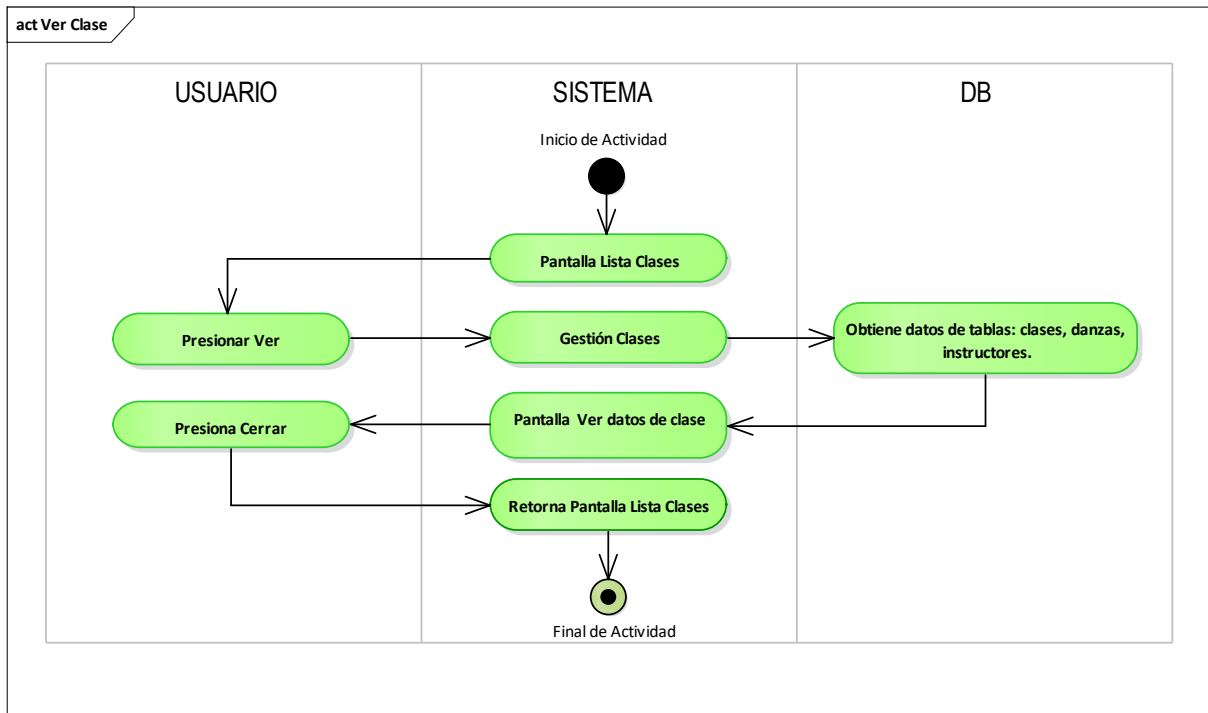 act Ver Clase
USUARIO
SISTEMA
DB
Inicio de Actividad
Pantalla Lista Clases
Presionar Ver
Gestión Clases
Obtiene datos de tablas: clases, danzas,
instructores.
Presiona Cerrar
Pantalla Ver datos de clase
Retorna Pantalla Lista Clases
Final de Actividad